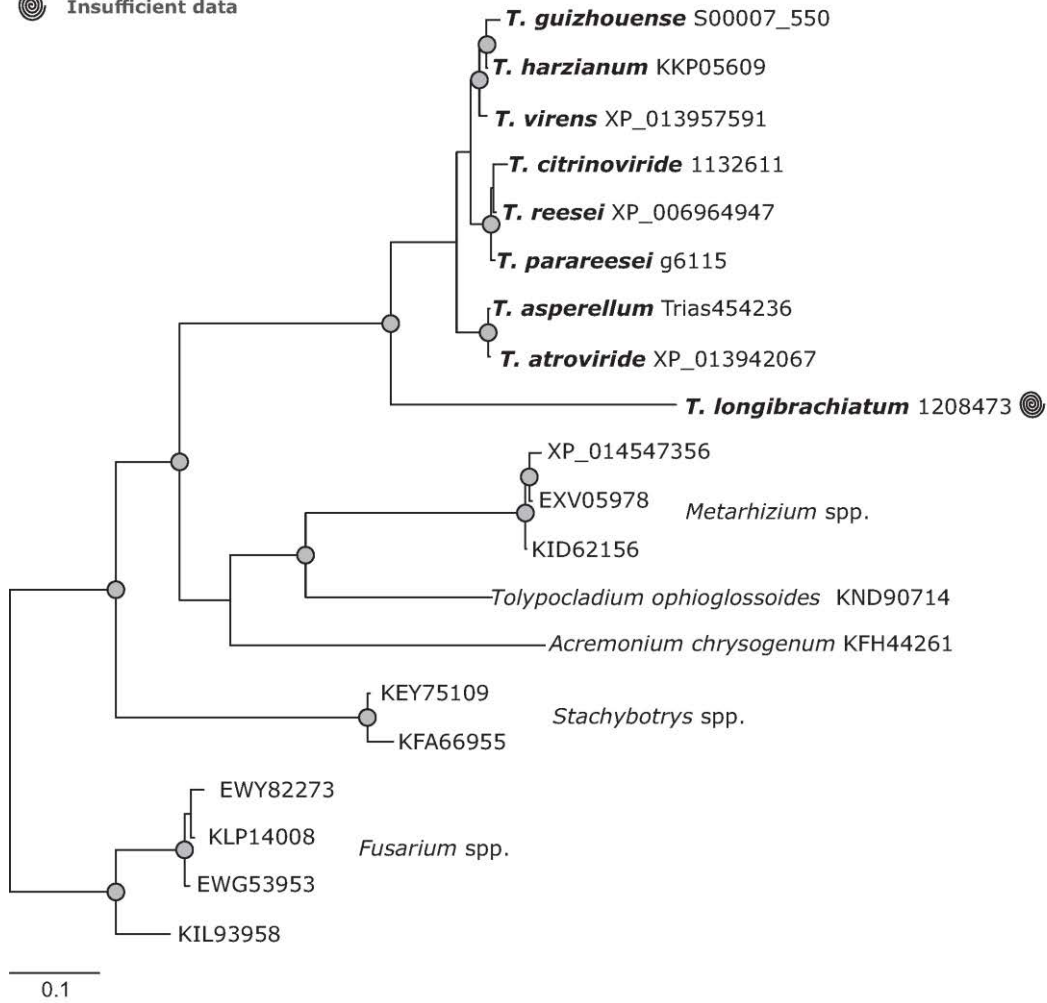 Insufficient data
T. guizhouense S00007_550
T. harzianum KKP05609
T. virens XP_013957591
T. citrinoviride 1132611
T. reesei XP_006964947
T. parareesei g6115
T. asperellum Trias454236
T. atroviride XP_013942067
T. longibrachiatum 1208473
XP_014547356
EXV05978
Metarhizium spp.
KID62156
Tolypocladium ophioglossoides KND90714
Acremonium chrysogenum KFH44261
KEY75109
Stachybotrys spp.
KFA66955
EWY82273
KLP14008
Fusarium spp.
EWG53953
KIL93958
0.1